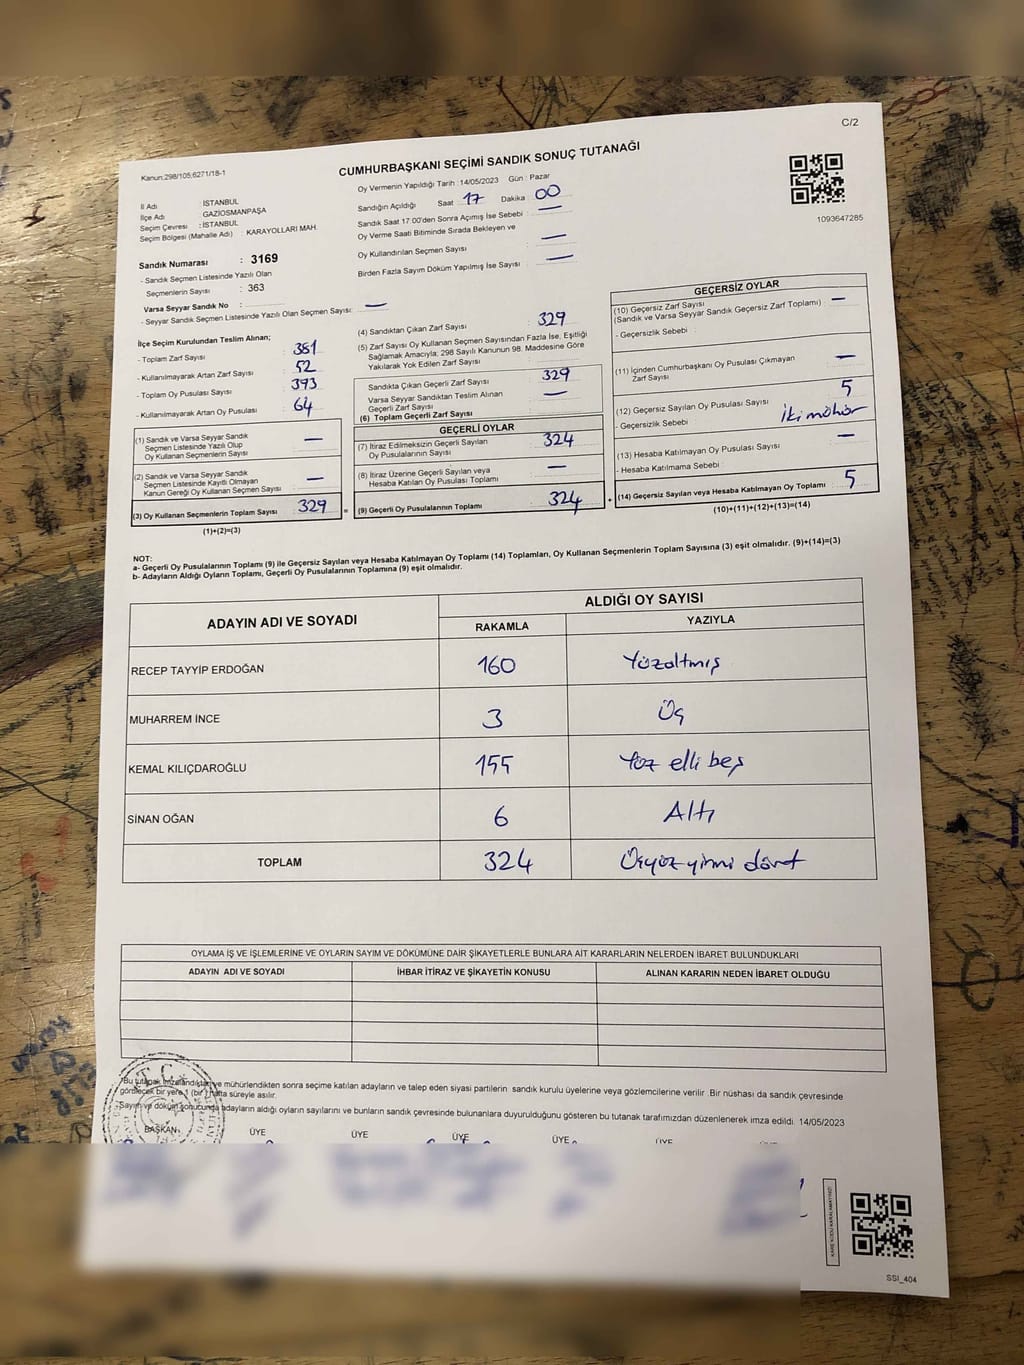 C/2
Kanun:298/105;6271/18-1
CUMHURBAŞKANI SEÇİMİ SANDIK SONUÇ TUTANAĞI
Oy Vermenin Yapıldığı Tarih :14/05/2023 Gün : Pazar
İl Adı : İSTANBUL
İlçe Adı : GAZİOSMANPAŞA
Seçim Çevresi : İSTANBUL
Seçim Bölgesi (Mahalle Adı) : KARAYOLLARI MAH.
Sandığın Açıldığı Saat 17 Dakika 00
Sandık Saat 17:00'den Sonra Açılmış İse Sebebi : —
Oy Verme Saati Bitiminde Sırada Bekleyen ve
Oy Kullandırılan Seçmen Sayısı —
Birden Fazla Sayım Döküm Yapılmış İse Sayısı : —
1093647285
Sandık Numarası : 3169
- Sandık Seçmen Listesinde Yazılı Olan
Seçmenlerin Sayısı : 363
Varsa Seyyar Sandık No :
- Seyyar Sandık Seçmen Listesinde Yazılı Olan Seçmen Sayısı: —
İlçe Seçim Kurulundan Teslim Alınan;
- Toplam Zarf Sayısı : 381
- Kullanılmayarak Artan Zarf Sayısı : 52
- Toplam Oy Pusulası Sayısı : 393
- Kullanılmayarak Artan Oy Pusulası : 64
(1) Sandık ve Varsa Seyyar Sandık
Seçmen Listesinde Yazılı Olup
Oy Kullanan Seçmenlerin Sayısı —
(2) Sandık ve Varsa Seyyar Sandık
Seçmen Listesinde Kayıtlı Olmayan
Kanun Gereği Oy Kullanan Seçmen Sayısı : —
(3) Oy Kullanan Seçmenlerin Toplam Sayısı : 329 =
(1)+(2)=(3)
(4) Sandıktan Çıkan Zarf Sayısı : 329
(5) Zarf Sayısı Oy Kullanan Seçmen Sayısından Fazla İse, Eşitliği
Sağlamak Amacıyla; 298 Sayılı Kanunun 98. Maddesine Göre
Yakılarak Yok Edilen Zarf Sayısı :
Sandıkta Çıkan Geçerli Zarf Sayısı : 329
Varsa Seyyar Sandıktan Teslim Alınan
Geçerli Zarf Sayısı : —
(6) Toplam Geçerli Zarf Sayısı :
GEÇERLİ OYLAR
(7) İtiraz Edilmeksizin Geçerli Sayılan
Oy Pusulalarının Sayısı : 324
(8) İtiraz Üzerine Geçerli Sayılan veya
Hesaba Katılan Oy Pusulası Toplamı : —
(9) Geçerli Oy Pusulalarının Toplamı : 324 +
GEÇERSİZ OYLAR
(10) Geçersiz Zarf Sayısı
(Sandık ve Varsa Seyyar Sandık Geçersiz Zarf Toplamı) : —
- Geçersizlik Sebebi :
(11) İçinden Cumhurbaşkanı Oy Pusulası Çıkmayan
Zarf Sayısı : —
(12) Geçersiz Sayılan Oy Pusulası Sayısı : 5
- Geçersizlik Sebebi : İki mühür
(13) Hesaba Katılmayan Oy Pusulası Sayısı : —
- Hesaba Katılmama Sebebi :
(14) Geçersiz Sayılan veya Hesaba Katılmayan Oy Toplamı : 5
(10)+(11)+(12)+(13)=(14)
NOT:
a- Geçerli Oy Pusulalarının Toplamı (9) ile Geçersiz Sayılan veya Hesaba Katılmayan Oy Toplamı (14) Toplamları, Oy Kullanan Seçmenlerin Toplam Sayısına (3) eşit olmalıdır. (9)+(14)=(3)
b- Adayların Aldığı Oyların Toplamı, Geçerli Oy Pusulalarının Toplamına (9) eşit olmalıdır.
ADAYIN ADI VE SOYADI ALDIĞI OY SAYISI
RAKAMLA YAZIYLA
RECEP TAYYİP ERDOĞAN 160 Yüzaltmış
MUHARREM İNCE 3 Üç
KEMAL KILIÇDAROĞLU 155 Yüz elli beş
SİNAN OĞAN 6 Altı
TOPLAM 324 Üçyüz yirmi dört
OYLAMA İŞ VE İŞLEMLERİNE VE OYLARIN SAYIM VE DÖKÜMÜNE DAİR ŞİKAYETLERLE BUNLARA AİT KARARLARIN NELERDEN İBARET BULUNDUKLARI
ADAYIN ADI VE SOYADI İHBAR İTİRAZ VE ŞİKAYETİN KONUSU ALINAN KARARIN NEDEN İBARET OLDUĞU
T.C.
*Bu tutanak imzalandıktan ve mühürlendikten sonra seçime katılan adayların ve talep eden siyasi partilerin sandık kurulu üyelerine veya gözlemcilerine verilir .Bir nüshası da sandık çevresinde
görülecek bir yere 1 (bir ) hafta süreyle asılır.
*Sayım ve döküm sonucunda adayların aldığı oyların sayılarını ve bunların sandık çevresinde bulunanlara duyurulduğunu gösteren bu tutanak tarafımızdan düzenlenerek imza edildi. 14/05/2023
BAŞKAN ÜYE ÜYE ÜYE ÜYE ÜYE
KARE KODU KARALAMAYINIZ!
SSI_404